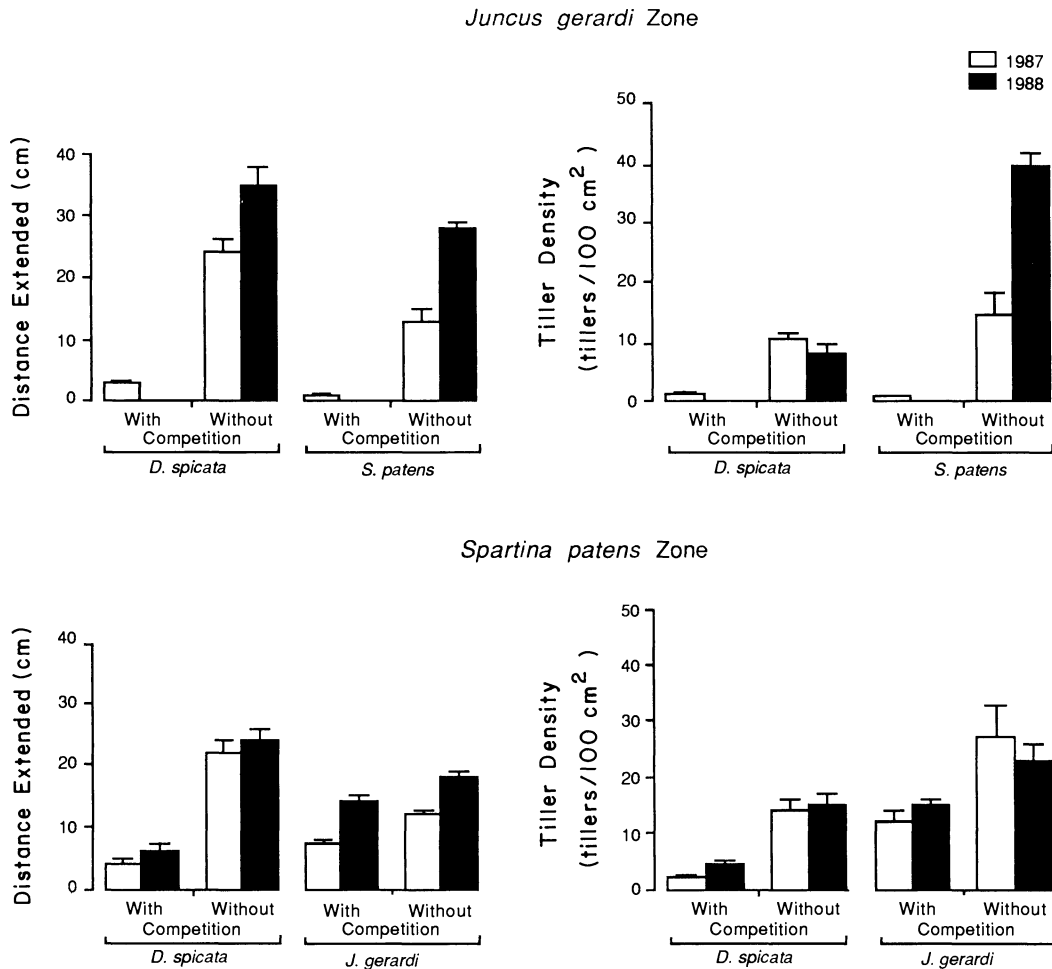 Juncus gerardi Zone
1987
1988
Distance Extended (cm)
40
30
20
10
0
With Without With Without
Competition Competition
D. spicata S. patens
Tiller Density
(tillers/100 cm²)
50
40
30
20
10
0
With Without With Without
Competition Competition
D. spicata S. patens
Spartina patens Zone
Distance Extended (cm)
40
30
20
10
0
With Without With Without
Competition Competition
D. spicata J. gerardi
Tiller Density
(tillers/100 cm²)
50
40
30
20
10
0
With Without With Without
Competition Competition
D. spicata J. gerardi